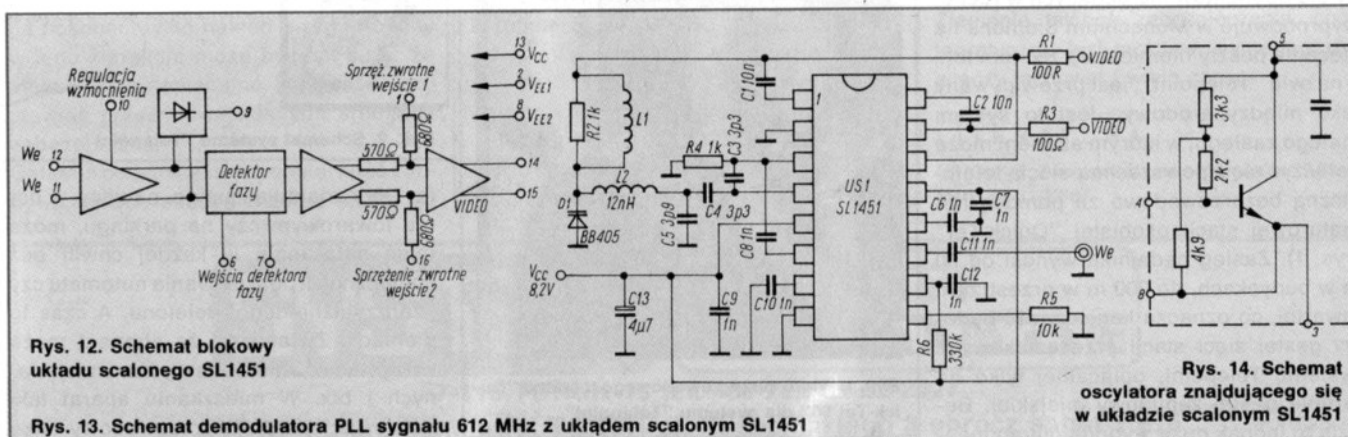 Regulacja
wzmocnienia
10
9
We 12
We 11
Detektor
fazy
6
7
Wejścia detektora
fazy
13 VCC
2 VEE1
8 VEE2
Sprzęż. zwrotne
wejście 1
1
680Ω
570Ω
570Ω
680Ω
VIDEO
14
15
16
Sprzężenie zwrotne
wejście 2
Rys. 12. Schemat blokowy
układu scalonego SL1451
R2 1k
L1
C1 10n
R4 1k
C3 3p3
L2
12nH
C4 3p3
C5 3p9
D1
BB405
C8 1n
VCC
8,2V
C13
4µ7
C9
1n
C10 1n
1
US1
SL1451
R1
100R
VIDEO
C2 10n
R3
100Ω
VIDEO
C6 1n
C7
1n
C11 1n
C12
1n
We
R5
10k
R6
330k
Rys. 13. Schemat demodulatora PLL sygnału 612 MHz z układem scalonym SL1451
5
3k3
2k2
4
4k9
8
3
Rys. 14. Schemat
oscylatora znajdującego się
w układzie scalonym SL1451